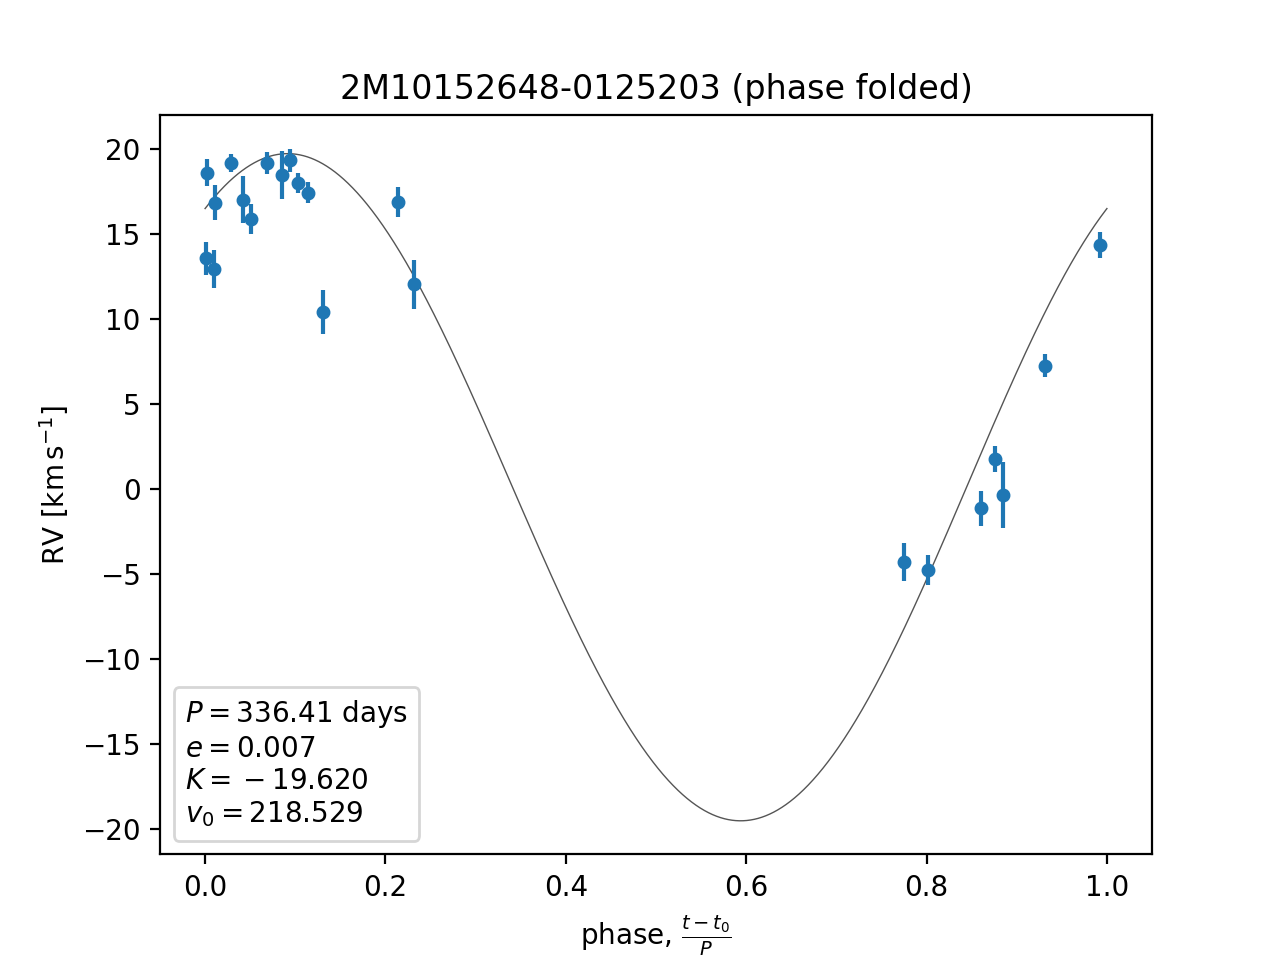 2M10152648-0125203 (phase folded)
RV [km s⁻¹]
20
15
10
5
0
−5
−10
−15
−20
P = 336.41 days
e = 0.007
K = − 19.620
v₀ = 218.529
0.0 0.2 0.4 0.6 0.8 1.0
phase, (t − t₀)/P